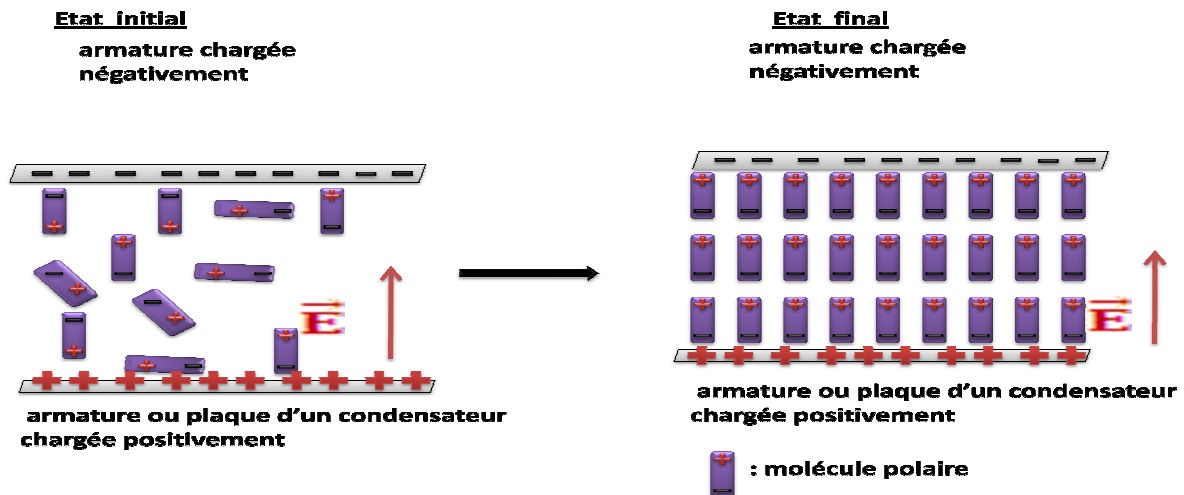 Etat initial
armature chargée
négativement
E
armature ou plaque d'un condensateur
chargée positivement
Etat final
armature chargée
négativement
E
armature ou plaque d'un condensateur
chargée positivement
: molécule polaire